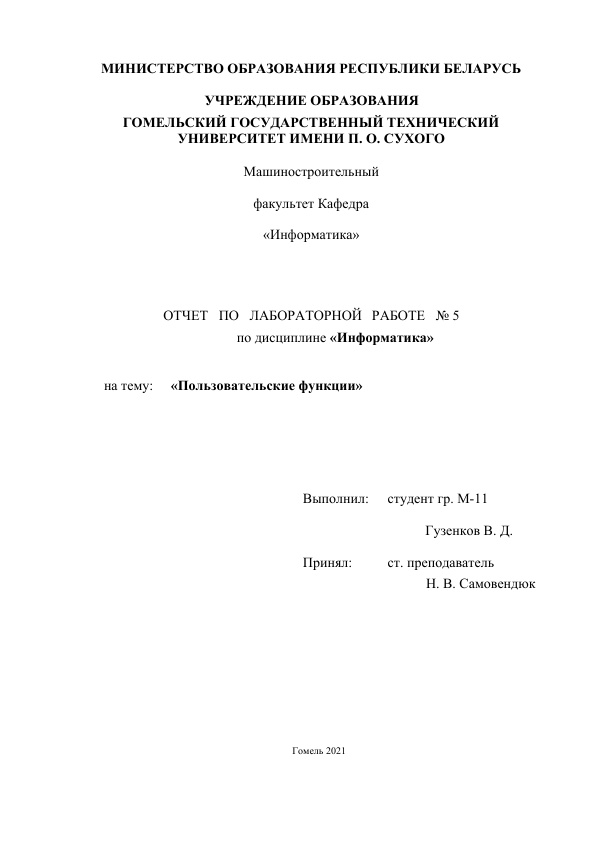 МИНИСТЕРСТВО ОБРАЗОВАНИЯ РЕСПУБЛИКИ БЕЛАРУСЬ
УЧРЕЖДЕНИЕ ОБРАЗОВАНИЯ
ГОМЕЛЬСКИЙ ГОСУДАРСТВЕННЫЙ ТЕХНИЧЕСКИЙ
УНИВЕРСИТЕТ ИМЕНИ П. О. СУХОГО
Машиностроительный
факультет Кафедра
«Информатика»
ОТЧЕТ ПО ЛАБОРАТОРНОЙ РАБОТЕ № 5
по дисциплине «Информатика»
на тему: «Пользовательские функции»
Выполнил: студент гр. М-11
Гузенков В. Д.
Принял: ст. преподаватель
Н. В. Самовендюк
Гомель 2021